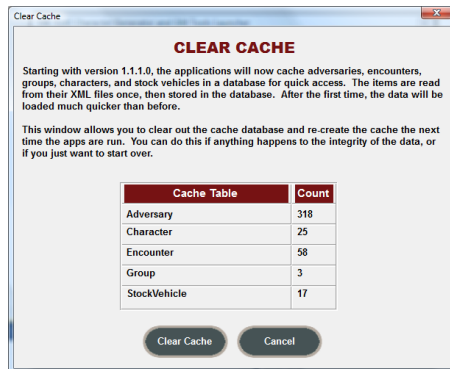 Clear Cache
CLEAR CACHE
Starting with version 1.1.1.0, the applications will now cache adversaries, encounters,
groups, characters, and stock vehicles in a database for quick access. The items are read
from their XML files once, then stored in the database. After the first time, the data will be
loaded much quicker than before.
This window allows you to clear out the cache database and re-create the cache the next
time the apps are run. You can do this if anything happens to the integrity of the data, or
if you just want to start over.
Cache Table Count
Adversary 318
Character 25
Encounter 58
Group 3
StockVehicle 17
Clear Cache Cancel